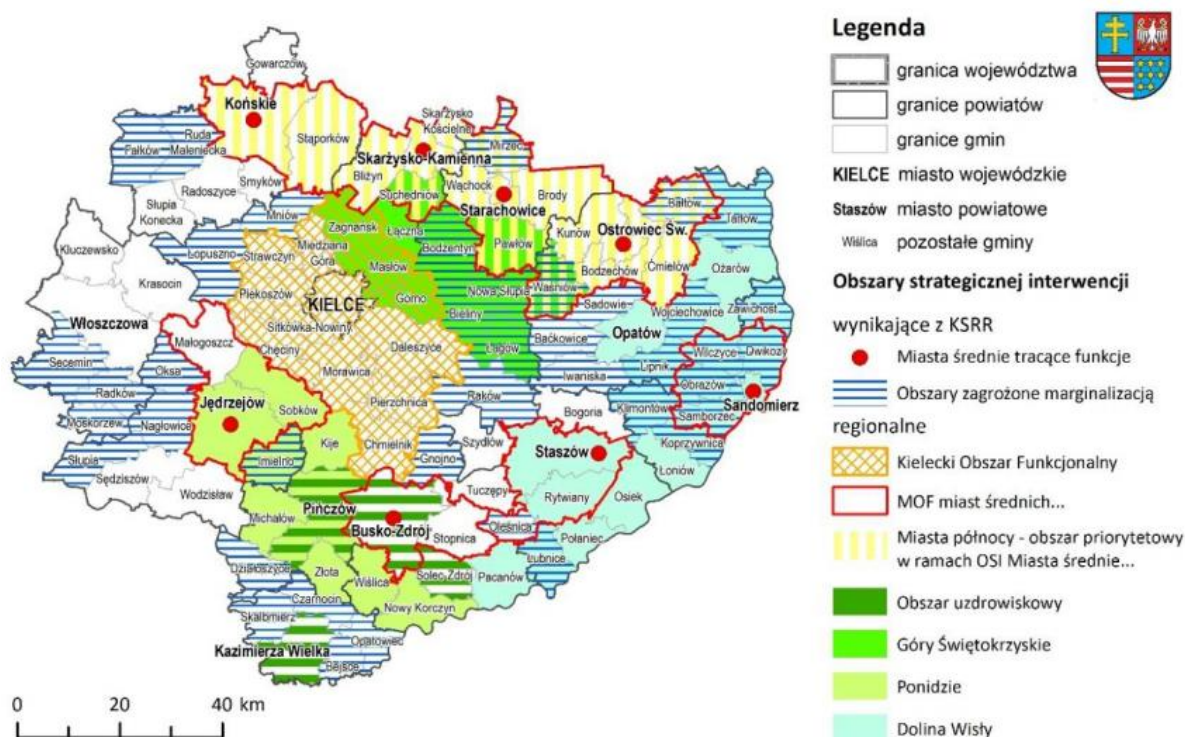 Gowarczów
Końskie
Stąporków
Ruda
Maleniecka
Fałków
Radoszyce
Smyków
Słupia
Konecka
Skarżysko
Kościelne
Skarżysko-Kamienna
Bliżyn
Suchedniów
Mirzec
Wąchock
Brody
Starachowice
Pawłów
Kunów
Ostrowiec Św.
Bodzechów
Ćmielów
Bałtów
Tarłów
Ożarów
Mniów
Zagnańsk
Łączna
Bodzentyn
Miedziana
Góra
Masłów
Strawczyn
Łopuszno
Kluczewsko
Krasocin
Piekoszów
KIELCE
Górno
Nowa Słupia
Bieliny
Waśniów
Sadowie
Wojciechowice
Zawichost
Opatów
Włoszczowa
Małogoszcz
Sitkówka-Nowiny
Chęciny
Daleszyce
Łagów
Baćkowice
Lipnik
Wilczyce
Dwikozy
Secemin
Oksa
Radków
Morawica
Iwaniska
Obrazów
Sandomierz
Samborzec
Klimontów
Moskorzew
Nagłowice
Jędrzejów
Sobków
Pierzchnica
Raków
Bogoria
Koprzywnica
Łoniów
Słupia
Sędziszów
Imielno
Kije
Chmielnik
Gnojno
Szydłów
Staszów
Rytwiany
Osiek
Wodzisław
Michałów
Pińczów
Busko-Zdrój
Tuczępy
Stopnica
Oleśnica
Połaniec
Łubnice
Działoszyce
Złota
Wiślica
Solec Zdrój
Pacanów
Czarnocin
Nowy Korczyn
Skalbmierz
Opatowiec
Kazimierza Wielka
Bejsce
0 20 40 km
Legenda
granica województwa
granice powiatów
granice gmin
KIELCE miasto wojewódzkie
Staszów miasto powiatowe
Wiślica pozostałe gminy
Obszary strategicznej interwencji
wynikające z KSRR
Miasta średnie tracące funkcje
Obszary zagrożone marginalizacją
regionalne
Kielecki Obszar Funkcjonalny
MOF miast średnich...
Miasta północy - obszar priorytetowy
w ramach OSI Miasta średnie...
Obszar uzdrowiskowy
Góry Świętokrzyskie
Ponidzie
Dolina Wisły